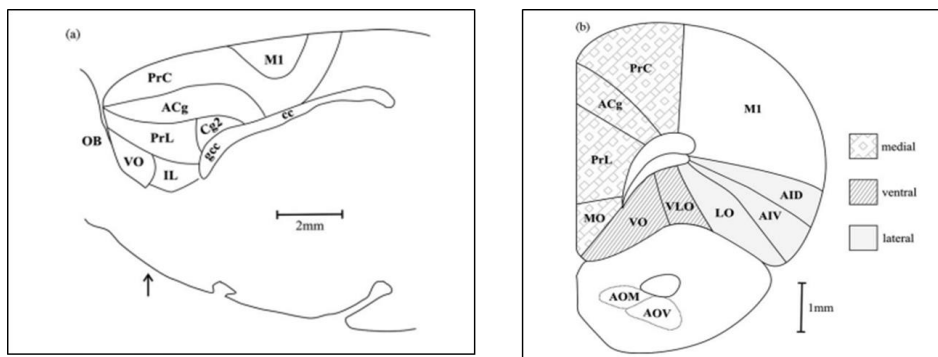 (a)
M1
PrC
ACg
Cg2
cc
OB
PrL
gcc
VO
IL
2mm
(b)
PrC
ACg
M1
PrL
medial
AID
ventral
MO
VO
VLO
LO
AIV
lateral
AOM
AOV
1mm